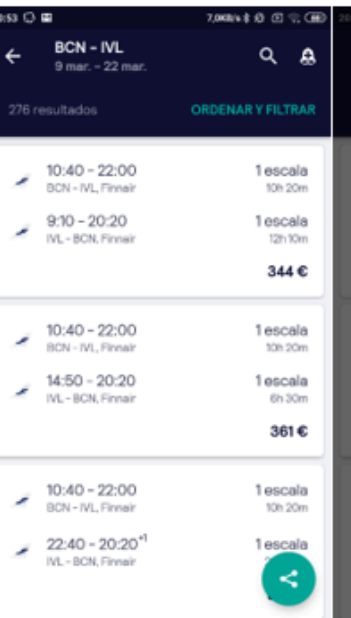 7,0KB/s
BCN – IVL
9 mar. – 22 mar.
276 resultados
ORDENAR Y FILTRAR
10:40 – 22:00
1 escala
BCN – IVL, Finnair
10h 20m
9:10 – 20:20
1 escala
IVL – BCN, Finnair
12h 10m
344 €
10:40 – 22:00
1 escala
BCN – IVL, Finnair
10h 20m
14:50 – 20:20
1 escala
IVL – BCN, Finnair
6h 30m
361 €
10:40 – 22:00
1 escala
BCN – IVL, Finnair
10h 20m
22:40 – 20:20+1
1 escala
IVL – BCN, Finnair